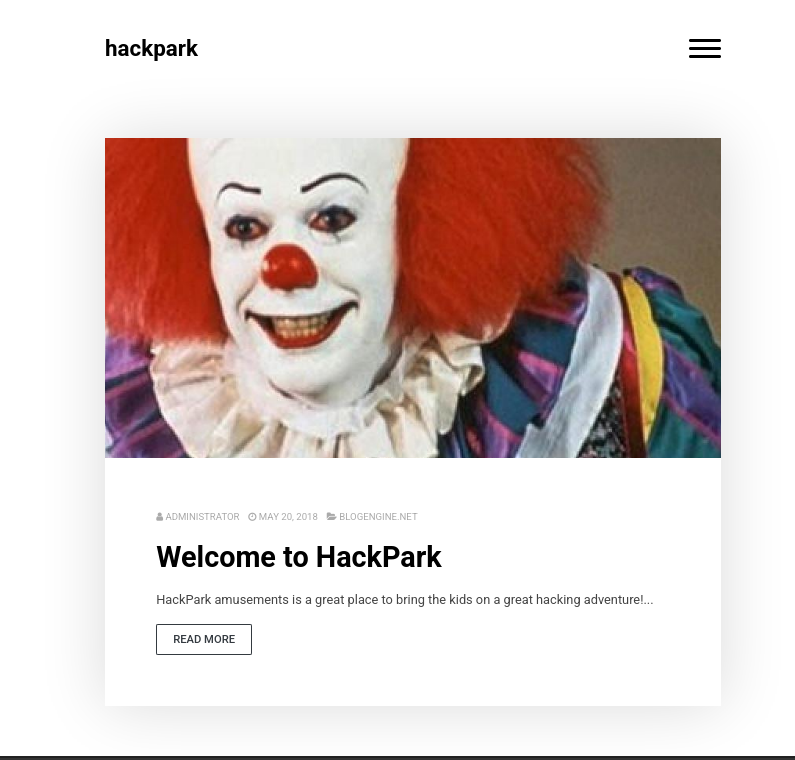 hackpark
ADMINISTRATOR MAY 20, 2018 BLOGENGINE.NET
Welcome to HackPark
HackPark amusements is a great place to bring the kids on a great hacking adventure!...
READ MORE